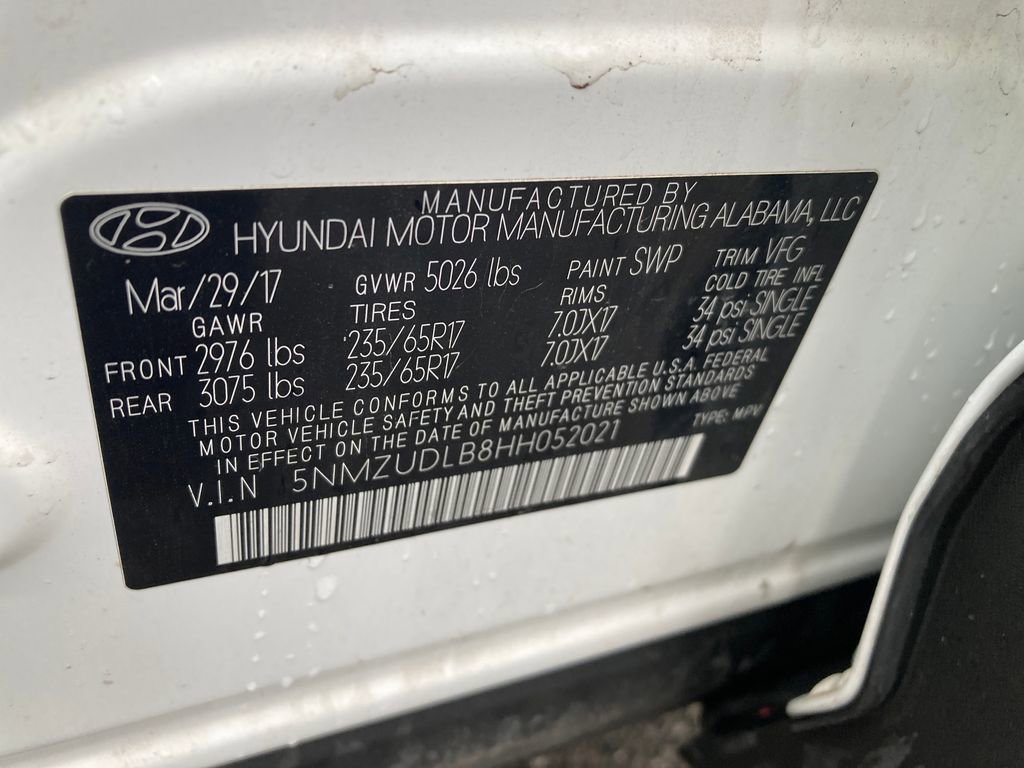 MANUFACTURED BY
HYUNDAI MOTOR MANUFACTURING ALABAMA, LLC
Mar/29/17 GVWR 5026 lbs PAINT SWP TRIM VFG
GAWR TIRES RIMS COLD TIRE INFL
FRONT 2976 lbs 235/65R17 7.0JX17 34 psi SINGLE
REAR 3075 lbs 235/65R17 7.0JX17 34 psi SINGLE
THIS VEHICLE CONFORMS TO ALL APPLICABLE U.S.A. FEDERAL
MOTOR VEHICLE SAFETY AND THEFT PREVENTION STANDARDS
IN EFFECT ON THE DATE OF MANUFACTURE SHOWN ABOVE
V.I.N 5NMZUDLB8HH052021 TYPE: MPV